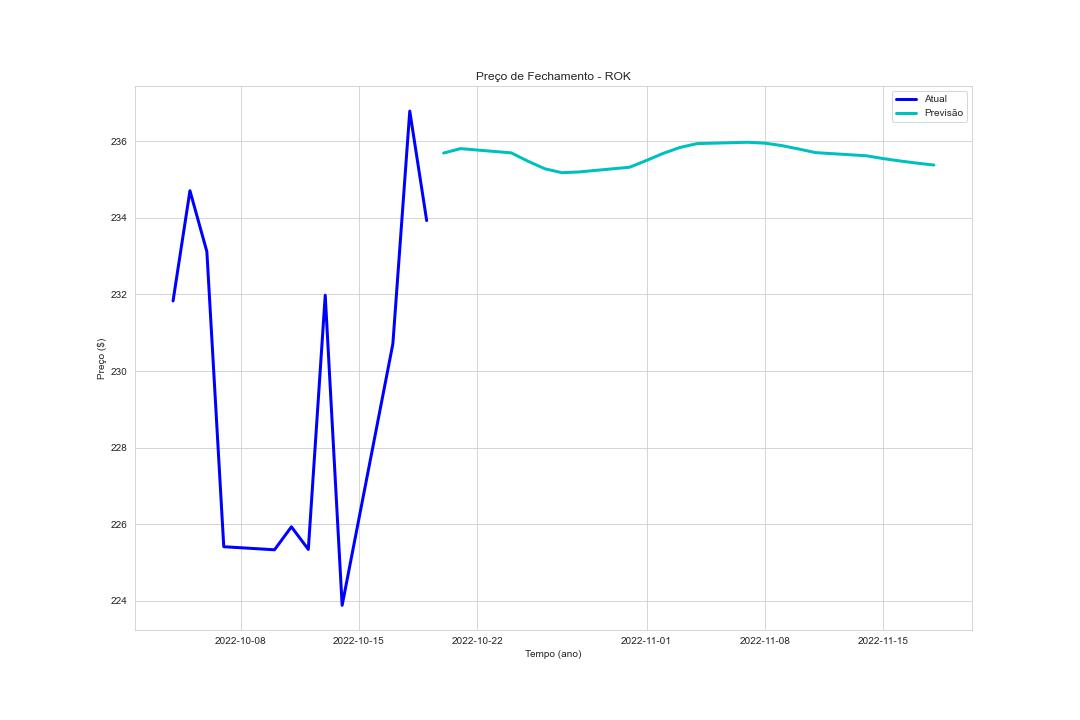 Preço de Fechamento - ROK
Atual
Previsão
236
234
232
230
228
226
224
Preço ($)
2022-10-08
2022-10-15
2022-10-22
2022-11-01
2022-11-08
2022-11-15
Tempo (ano)